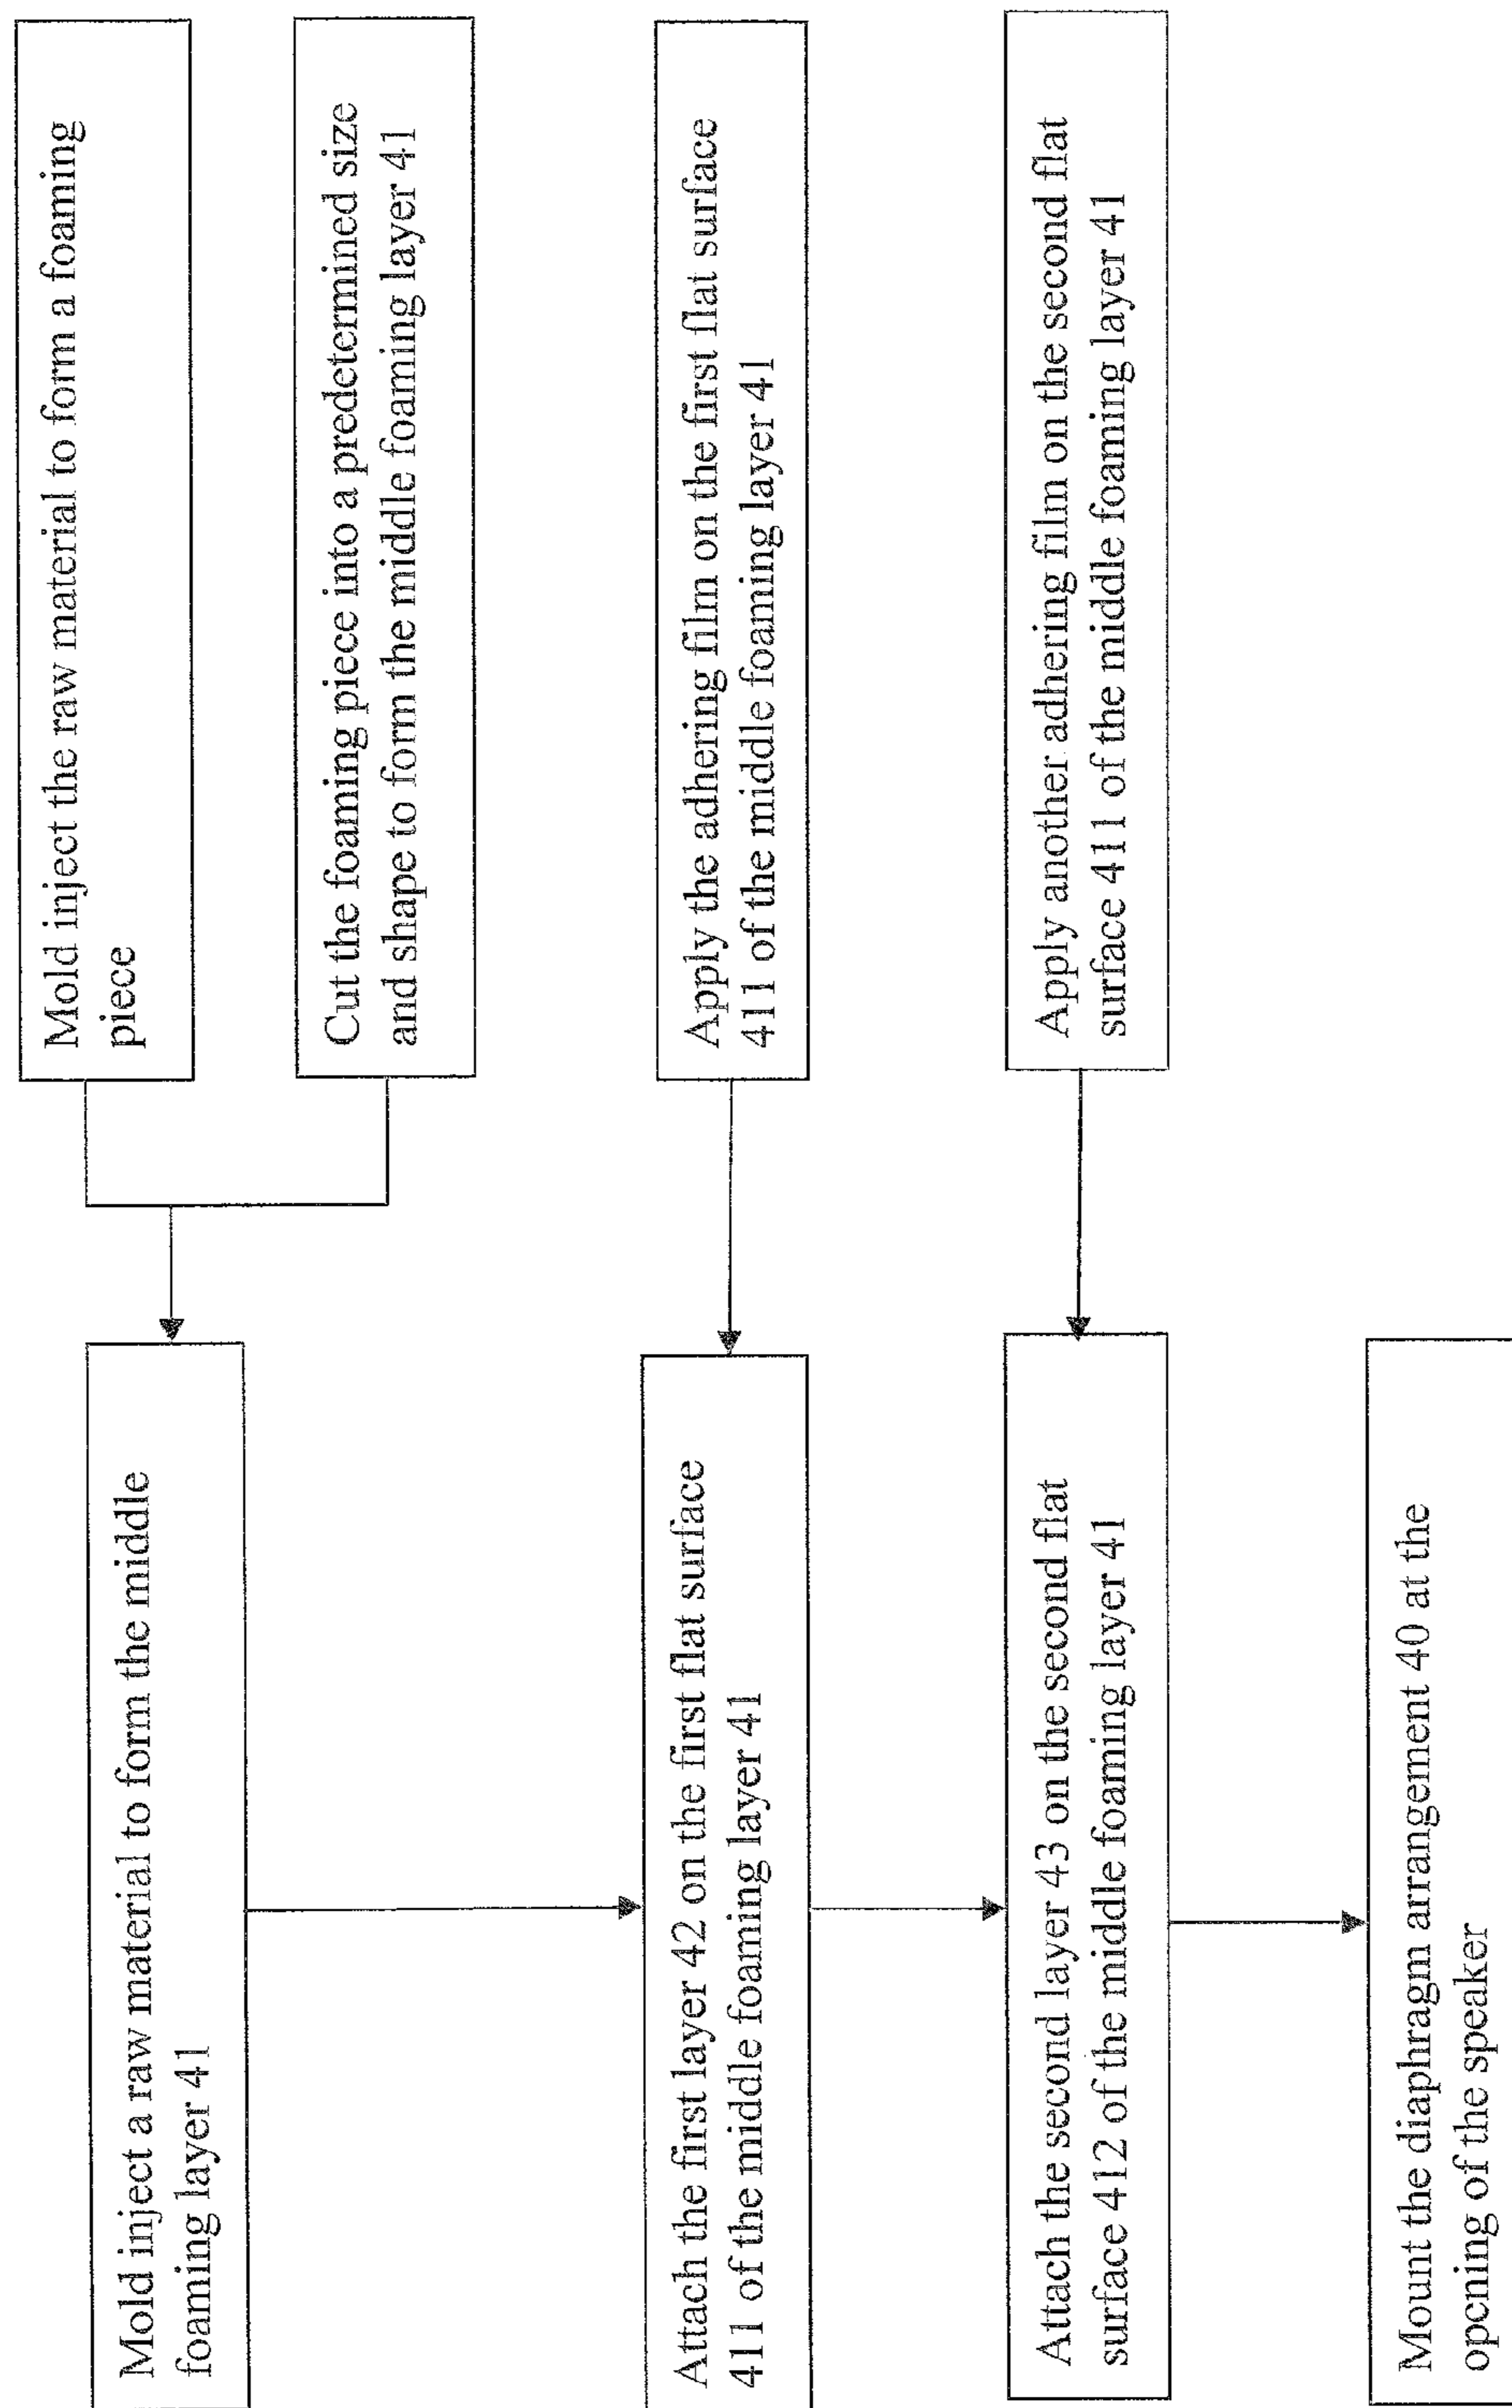 Mold inject a raw material to form the middle
foaming layer 41
Mold inject the raw material to form a foaming
piece
Cut the foaming piece into a predetermined size
and shape to form the middle foaming layer 41
Attach the first layer 42 on the first flat surface
411 of the middle foaming layer 41
Apply the adhering film on the first flat surface
411 of the middle foaming layer 41
Attach the second layer 43 on the second flat
surface 412 of the middle foaming layer 41
Apply another adhering film on the second flat
surface 411 of the middle foaming layer 41
Mount the diaphragm arrangement 40 at the
opening of the speaker